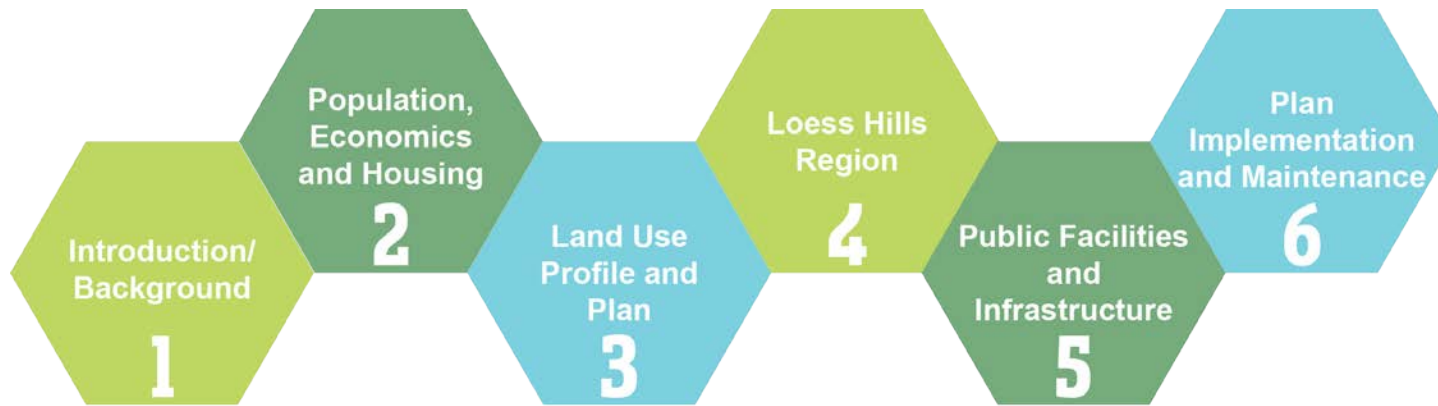 Introduction/
Background
1
Population,
Economics
and Housing
2
Land Use
Profile and
Plan
3
Loess Hills
Region
4
Public Facilities
and
Infrastructure
5
Plan
Implementation
and Maintenance
6